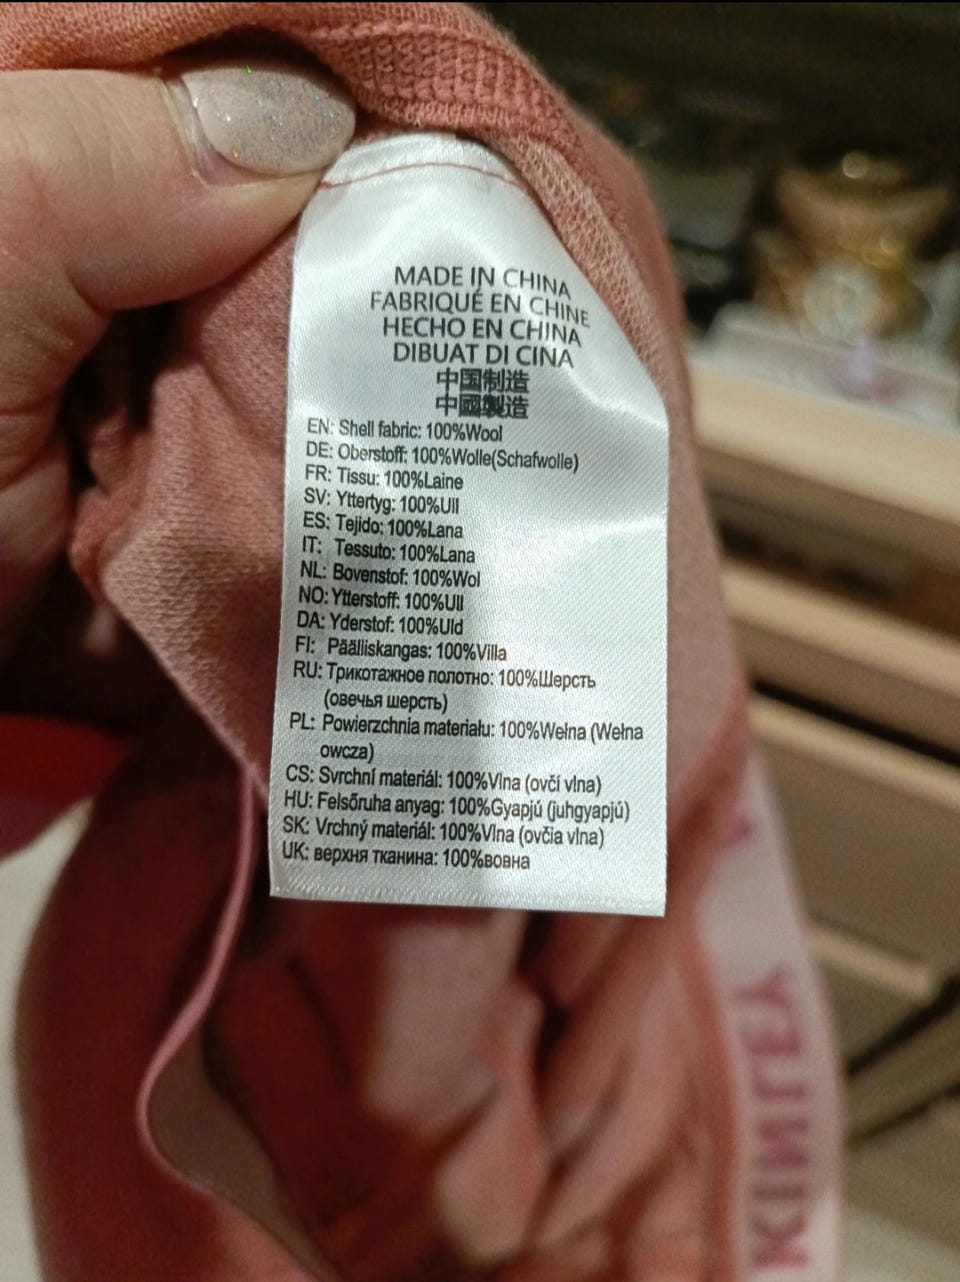 MADE IN CHINA
FABRIQUÉ EN CHINE
HECHO EN CHINA
DIBUAT DI CINA
中国制造
中國製造
EN: Shell fabric: 100%Wool
DE: Oberstoff: 100%Wolle(Schafwolle)
FR: Tissu: 100%Laine
SV: Yttertyg: 100%Ull
ES: Tejido: 100%Lana
IT: Tessuto: 100%Lana
NL: Bovenstof: 100%Wol
NO: Ytterstoff: 100%Ull
DA: Yderstof: 100%Uld
FI: Päälliskangas: 100%Villa
RU: Трикотажное полотно: 100%Шерсть
(овечья шерсть)
PL: Powierzchnia materiału: 100%Wełna (Wełna
owcza)
CS: Svrchní materiál: 100%Vlna (ovčí vlna)
HU: Felsőruha anyag: 100%Gyapjú (juhgyapjú)
SK: Vrchný materiál: 100%Vlna (ovčia vlna)
UK: верхня тканина: 100%вовна